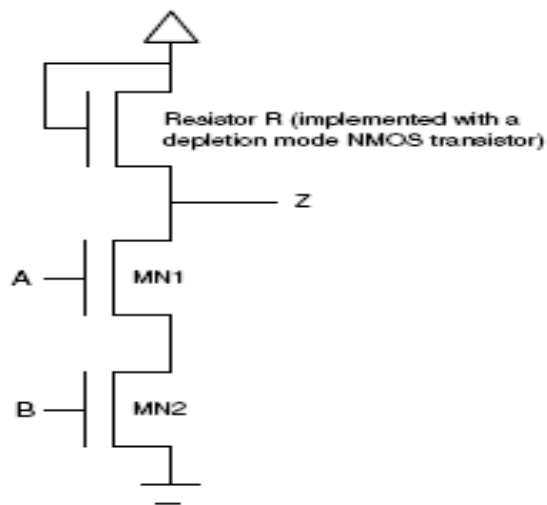 Resistor R (implemented with a
depletion mode NMOS transistor)
Z
A
MN1
B
MN2